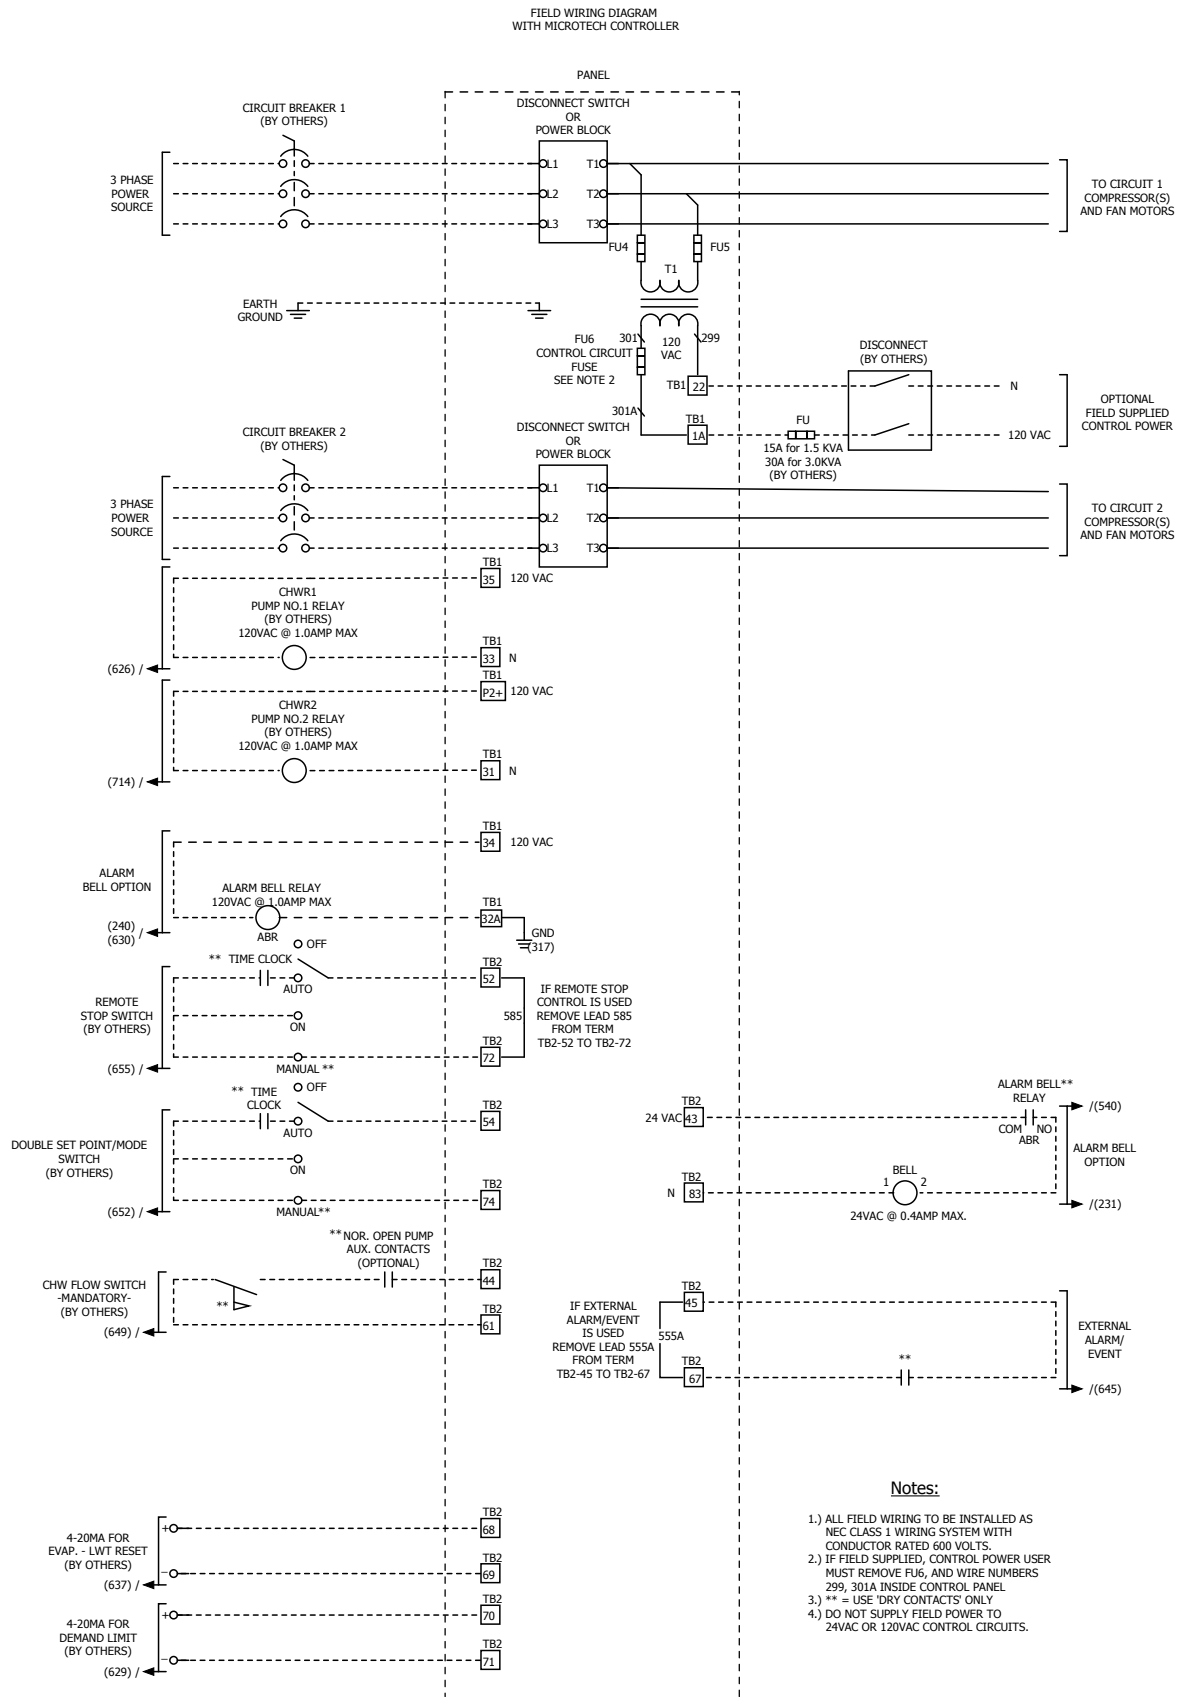 FIELD WIRING DIAGRAM
WITH MICROTECH CONTROLLER
PANEL
CIRCUIT BREAKER 1
(BY OTHERS)
DISCONNECT SWITCH
OR
POWER BLOCK
3 PHASE
POWER
SOURCE
L1
L2
L3
T1
T2
T3
TO CIRCUIT 1
COMPRESSOR(S)
AND FAN MOTORS
FU4
FU5
T1
EARTH
GROUND
FU6
CONTROL CIRCUIT
FUSE
SEE NOTE 2
301
120
VAC
299
TB1
22
301A
TB1
1A
DISCONNECT
(BY OTHERS)
N
FU
120 VAC
15A for 1.5 KVA
30A for 3.0KVA
(BY OTHERS)
OPTIONAL
FIELD SUPPLIED
CONTROL POWER
CIRCUIT BREAKER 2
(BY OTHERS)
DISCONNECT SWITCH
OR
POWER BLOCK
3 PHASE
POWER
SOURCE
L1
L2
L3
T1
T2
T3
TO CIRCUIT 2
COMPRESSOR(S)
AND FAN MOTORS
TB1
35
120 VAC
CHWR1
PUMP NO.1 RELAY
(BY OTHERS)
120VAC @ 1.0AMP MAX
TB1
33
N
(626) /
TB1
P2+
120 VAC
CHWR2
PUMP NO.2 RELAY
(BY OTHERS)
120VAC @ 1.0AMP MAX
TB1
31
N
(714) /
TB1
34
120 VAC
ALARM
BELL OPTION
ALARM BELL RELAY
120VAC @ 1.0AMP MAX
ABR
TB1
32A
GND
(317)
(240)
(630) /
OFF
** TIME CLOCK
AUTO
ON
MANUAL **
REMOTE
STOP SWITCH
(BY OTHERS)
(655) /
TB2
52
585
TB2
72
IF REMOTE STOP
CONTROL IS USED
REMOVE LEAD 585
FROM TERM
TB2-52 TO TB2-72
OFF
** TIME
CLOCK
AUTO
ON
MANUAL**
DOUBLE SET POINT/MODE
SWITCH
(BY OTHERS)
(652) /
TB2
54
TB2
74
TB2
24 VAC
43
ALARM BELL**
RELAY
COM
NO
ABR
/(540)
ALARM BELL
OPTION
TB2
N
83
BELL
1
2
24VAC @ 0.4AMP MAX.
/(231)
**NOR. OPEN PUMP
AUX. CONTACTS
(OPTIONAL)
CHW FLOW SWITCH
-MANDATORY-
(BY OTHERS)
**
(649) /
TB2
44
TB2
61
IF EXTERNAL
ALARM/EVENT
IS USED
REMOVE LEAD 555A
FROM TERM
TB2-45 TO TB2-67
555A
TB2
45
TB2
67
**
EXTERNAL
ALARM/
EVENT
/(645)
4-20MA FOR
EVAP. - LWT RESET
(BY OTHERS)
(637) /
+
−
TB2
68
TB2
69
4-20MA FOR
DEMAND LIMIT
(BY OTHERS)
(629) /
+
−
TB2
70
TB2
71
Notes:
1.) ALL FIELD WIRING TO BE INSTALLED AS
NEC CLASS 1 WIRING SYSTEM WITH
CONDUCTOR RATED 600 VOLTS.
2.) IF FIELD SUPPLIED, CONTROL POWER USER
MUST REMOVE FU6, AND WIRE NUMBERS
299, 301A INSIDE CONTROL PANEL
3.) ** = USE 'DRY CONTACTS' ONLY
4.) DO NOT SUPPLY FIELD POWER TO
24VAC OR 120VAC CONTROL CIRCUITS.